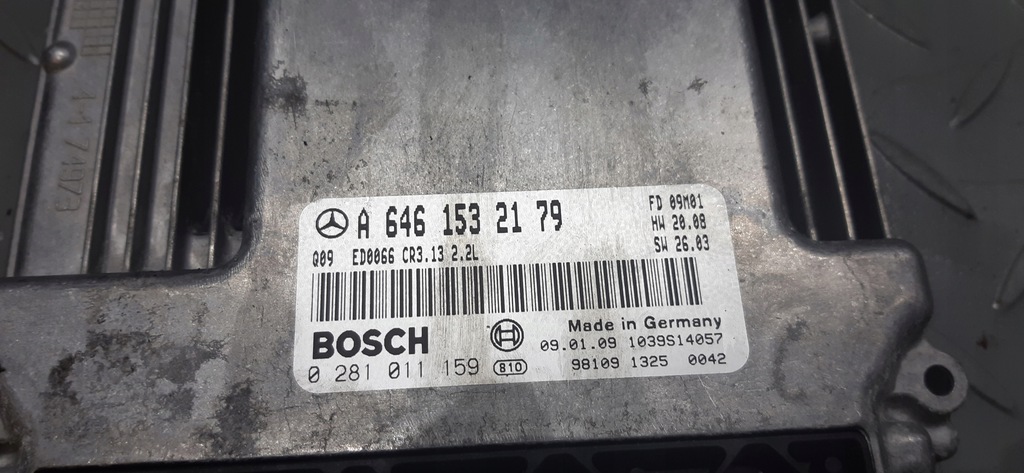 A 646 153 21 79
FD 09M01
HW 20.08
SW 26.03
Q09 ED0066 CR3.13 2.2L
BOSCH
Made in Germany
09.01.09 1039S14057
0 281 011 159 810
98109 1325 0042